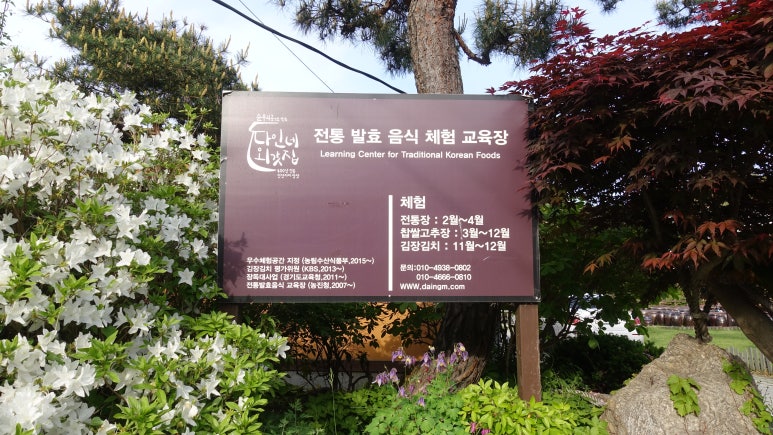 다인네
외갓집
전통 발효 음식 체험 교육장
Learning Center for Traditional Korean Foods
체험
전통장 : 2월~4월
찹쌀고추장 : 3월~12월
김장김치 : 11월~12월
우수체험공간 지정 (농림수산식품부,2015~)
김장김치 평가위원 (KBS,2013~)
장독대사업 (경기도교육청,2011~)
전통발효음식 교육장 (농진청,2007~)
문의:010-4938-0802
010-4666-0810
www.daingm.com